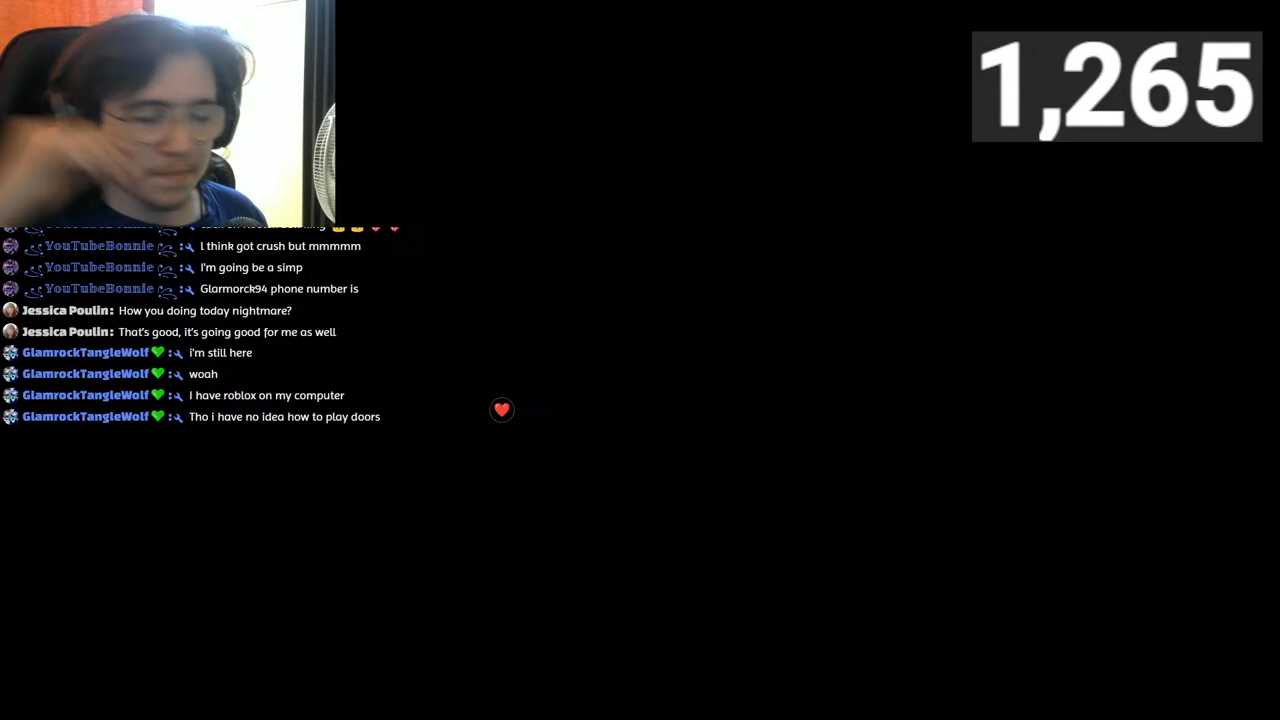 1,265
YouTubeBonnie : l think got crush but mmmmm
YouTubeBonnie : I'm going be a simp
YouTubeBonnie : Glarmorck94 phone number is
Jessica Poulin : How you doing today nightmare?
Jessica Poulin : That's good, it's going good for me as well
GlamrockTangleWolf 💚 : i'm still here
GlamrockTangleWolf 💚 : woah
GlamrockTangleWolf 💚 : I have roblox on my computer
GlamrockTangleWolf 💚 : Tho i have no idea how to play doors